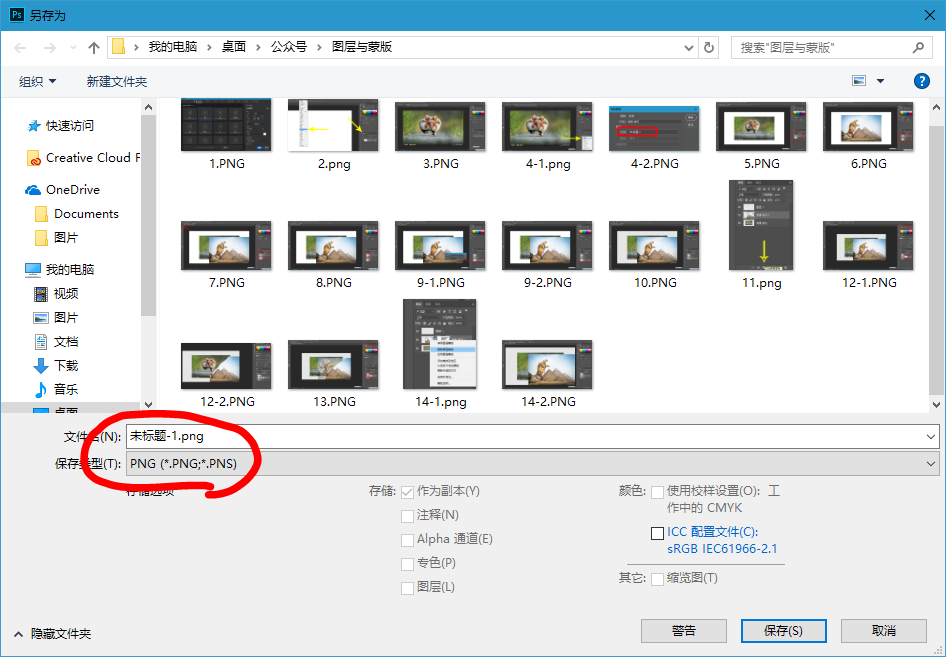 Ps 另存为
我的电脑 桌面 公众号 图层与蒙版
搜索"图层与蒙版"
组织 新建文件夹
快速访问
Creative Cloud F
OneDrive
Documents
图片
我的电脑
视频
图片
文档
下载
音乐
桌面
1.PNG 2.png 3.PNG 4-1.png 4-2.PNG 5.PNG 6.PNG
7.PNG 8.PNG 9-1.PNG 9-2.PNG 10.PNG 11.png 12-1.PNG
12-2.PNG 13.PNG 14-1.png 14-2.PNG
文件名(N): 未标题-1.png
保存类型(T): PNG (*.PNG;*.PNS)
存储选项
存储: 作为副本(Y)
注释(N)
Alpha 通道(E)
专色(P)
图层(L)
颜色: 使用校样设置(O): 工
作中的 CMYK
ICC 配置文件(C):
sRGB IEC61966-2.1
其它: 缩览图(T)
隐藏文件夹
警告 保存(S) 取消